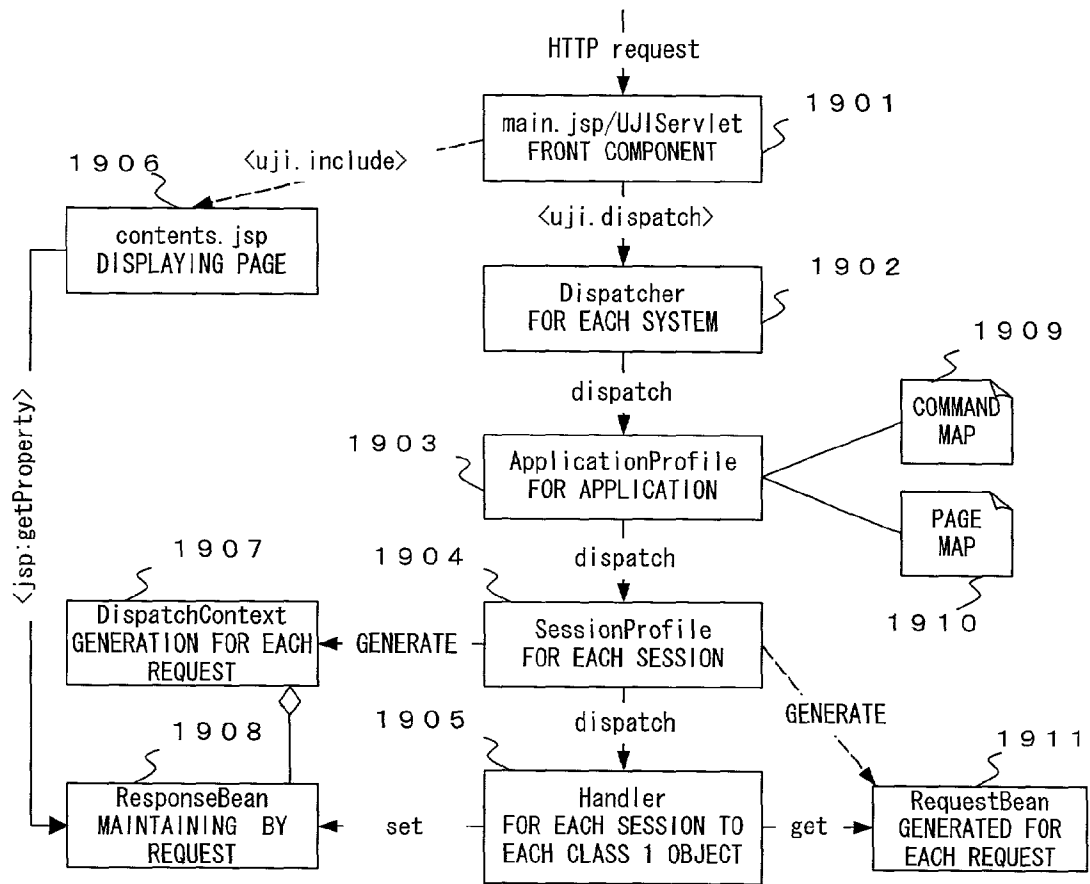 HTTP request
1901
main.jsp/UJIServlet
FRONT COMPONENT
<uji.include>
1906
<uji.dispatch>
contents.jsp
DISPLAYING PAGE
1902
Dispatcher
FOR EACH SYSTEM
1909
dispatch
COMMAND
MAP
1903
ApplicationProfile
FOR APPLICATION
<jsp:getProperty>
PAGE
MAP
1907
1904
dispatch
1910
DispatchContext
GENERATION FOR EACH
REQUEST
GENERATE
SessionProfile
FOR EACH SESSION
1905
dispatch
GENERATE
1908
1911
ResponseBean
MAINTAINING BY
REQUEST
set
Handler
FOR EACH SESSION TO
EACH CLASS 1 OBJECT
get
RequestBean
GENERATED FOR
EACH REQUEST